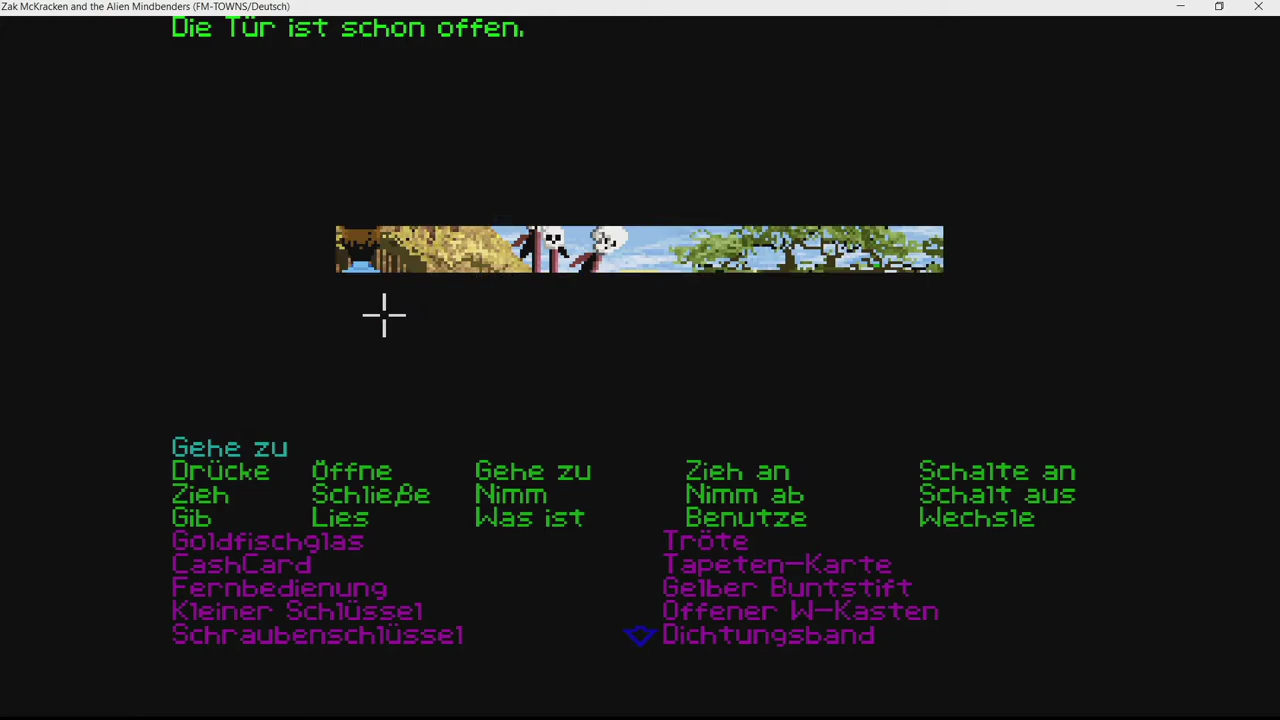 Zak McKracken and the Alien Mindbenders (FM-TOWNS/Deutsch)
Die Tür ist schon offen.
Gehe zu
Drücke Öffne Gehe zu Zieh an Schalte an
Zieh Schließe Nimm Nimm ab Schalt aus
Gib Lies Was ist Benutze Wechsle
Goldfischglas Tröte
CashCard Tapeten-Karte
Fernbedienung Gelber Buntstift
Kleiner Schlüssel Offener W-Kasten
Schraubenschlüssel Dichtungsband